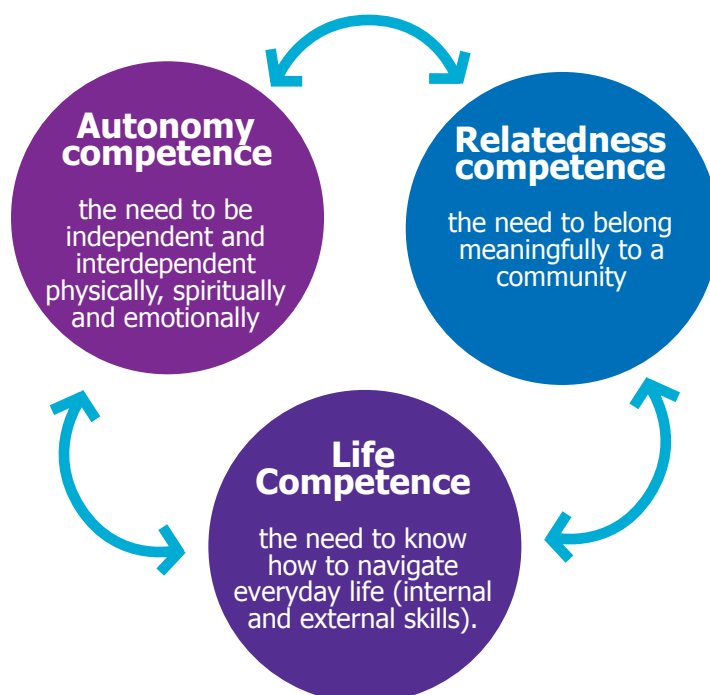 Autonomy
competence
the need to be
independent and
interdependent
physically, spiritually
and emotionally
Relatedness
competence
the need to belong
meaningfully to a
community
Life
Competence
the need to know
how to navigate
everyday life (internal
and external skills).